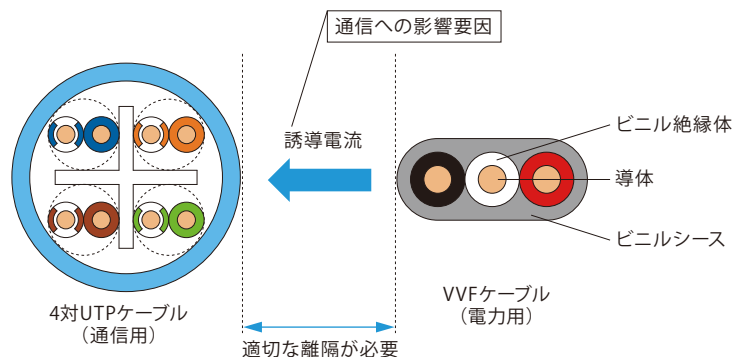 通信への影響要因
誘導電流
ビニル絶縁体
導体
ビニルシース
4対UTPケーブル
（通信用）
VVFケーブル
（電力用）
適切な離隔が必要